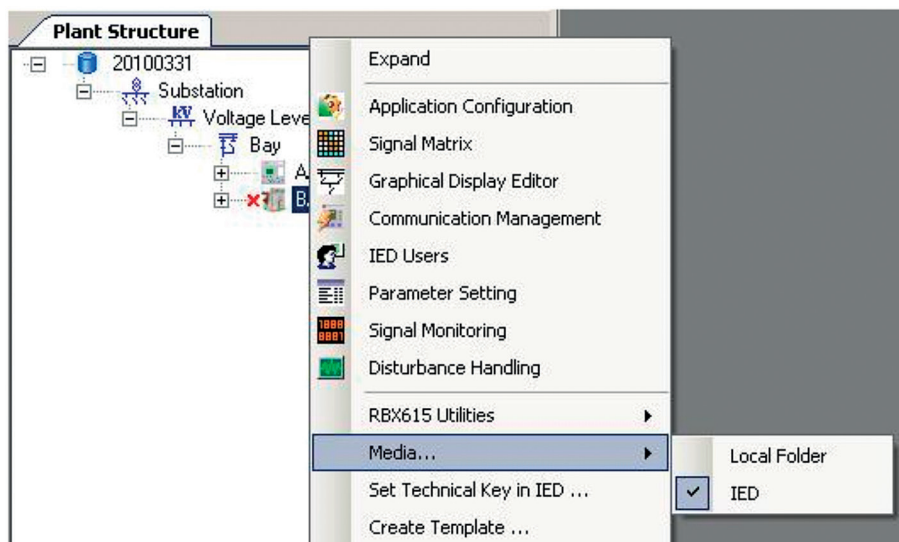 Plant Structure
20100331
Substation
Voltage Leve
Bay
A
B
Expand
Application Configuration
Signal Matrix
Graphical Display Editor
Communication Management
IED Users
Parameter Setting
Signal Monitoring
Disturbance Handling
RBX615 Utilities
Media...
Set Technical Key in IED ...
Create Template ...
Local Folder
IED